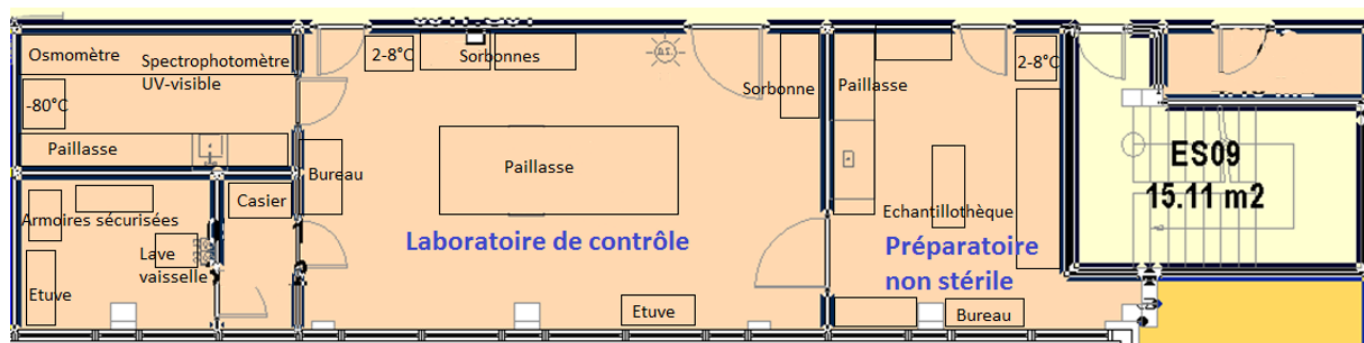 Osmomètre
Spectrophotomètre
UV-visible
-80°C
Paillasse
2-8°C
Sorbonnes
Sorbonne
Paillasse
2-8°C
Bureau
Paillasse
Armoires sécurisées
Casier
Lave
vaisselle
Etuve
Laboratoire de contrôle
Etuve
Echantillothèque
Préparatoire
non stérile
Bureau
ES09
15.11 m2